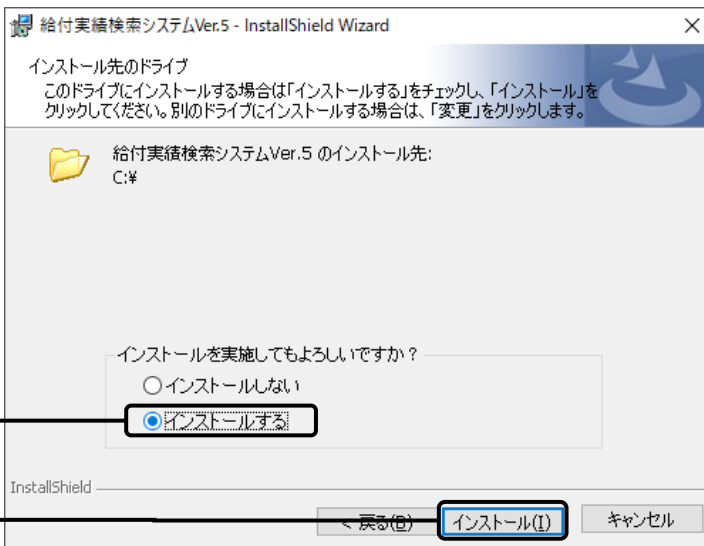 給付実績検索システムVer.5 - InstallShield Wizard
インストール先のドライブ
このドライブにインストールする場合は「インストールする」をチェックし、「インストール」を
クリックしてください。別のドライブにインストールする場合は、「変更」をクリックします。
給付実績検索システムVer.5 のインストール先:
C:¥
インストールを実施してもよろしいですか？
インストールしない
インストールする
InstallShield
< 戻る(B)
インストール(I)
キャンセル